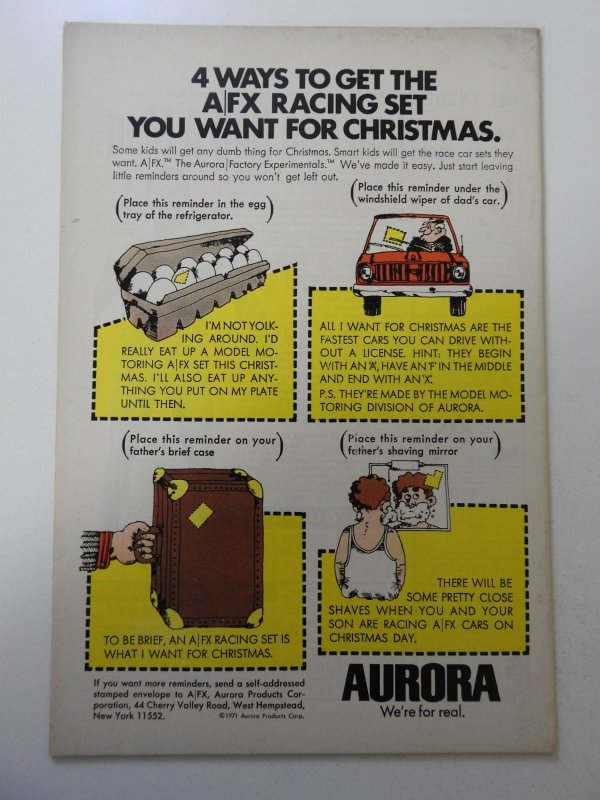 4 WAYS TO GET THE
A|FX RACING SET
YOU WANT FOR CHRISTMAS.
Some kids will get any dumb thing for Christmas. Smart kids will get the race car sets they
want. A|FX.™ The Aurora|Factory Experimentals.™ We've made it easy. Just start leaving
little reminders around so you won't get left out.
(Place this reminder in the egg
tray of the refrigerator.)
I'M NOT YOLK-
ING AROUND. I'D
REALLY EAT UP A MODEL MO-
TORING A|FX SET THIS CHRIST-
MAS. I'LL ALSO EAT UP ANY-
THING YOU PUT ON MY PLATE
UNTIL THEN.
(Place this reminder under the
windshield wiper of dad's car.)
ALL I WANT FOR CHRISTMAS ARE THE
FASTEST CARS YOU CAN DRIVE WITH-
OUT A LICENSE. HINT: THEY BEGIN
WITH AN 'A', HAVE AN 'F' IN THE MIDDLE
AND END WITH AN 'X'.
P.S. THEY'RE MADE BY THE MODEL MO-
TORING DIVISION OF AURORA.
(Place this reminder on your
father's brief case)
TO BE BRIEF, AN A|FX RACING SET IS
WHAT I WANT FOR CHRISTMAS.
(Place this reminder on your
father's shaving mirror)
THERE WILL BE
SOME PRETTY CLOSE
SHAVES WHEN YOU AND YOUR
SON ARE RACING A|FX CARS ON
CHRISTMAS DAY.
If you want more reminders, send a self-addressed
stamped envelope to A|FX, Aurora Products Cor-
poration, 44 Cherry Valley Road, West Hempstead,
New York 11552. ©1971 Aurora Products Corp.
AURORA
We're for real.